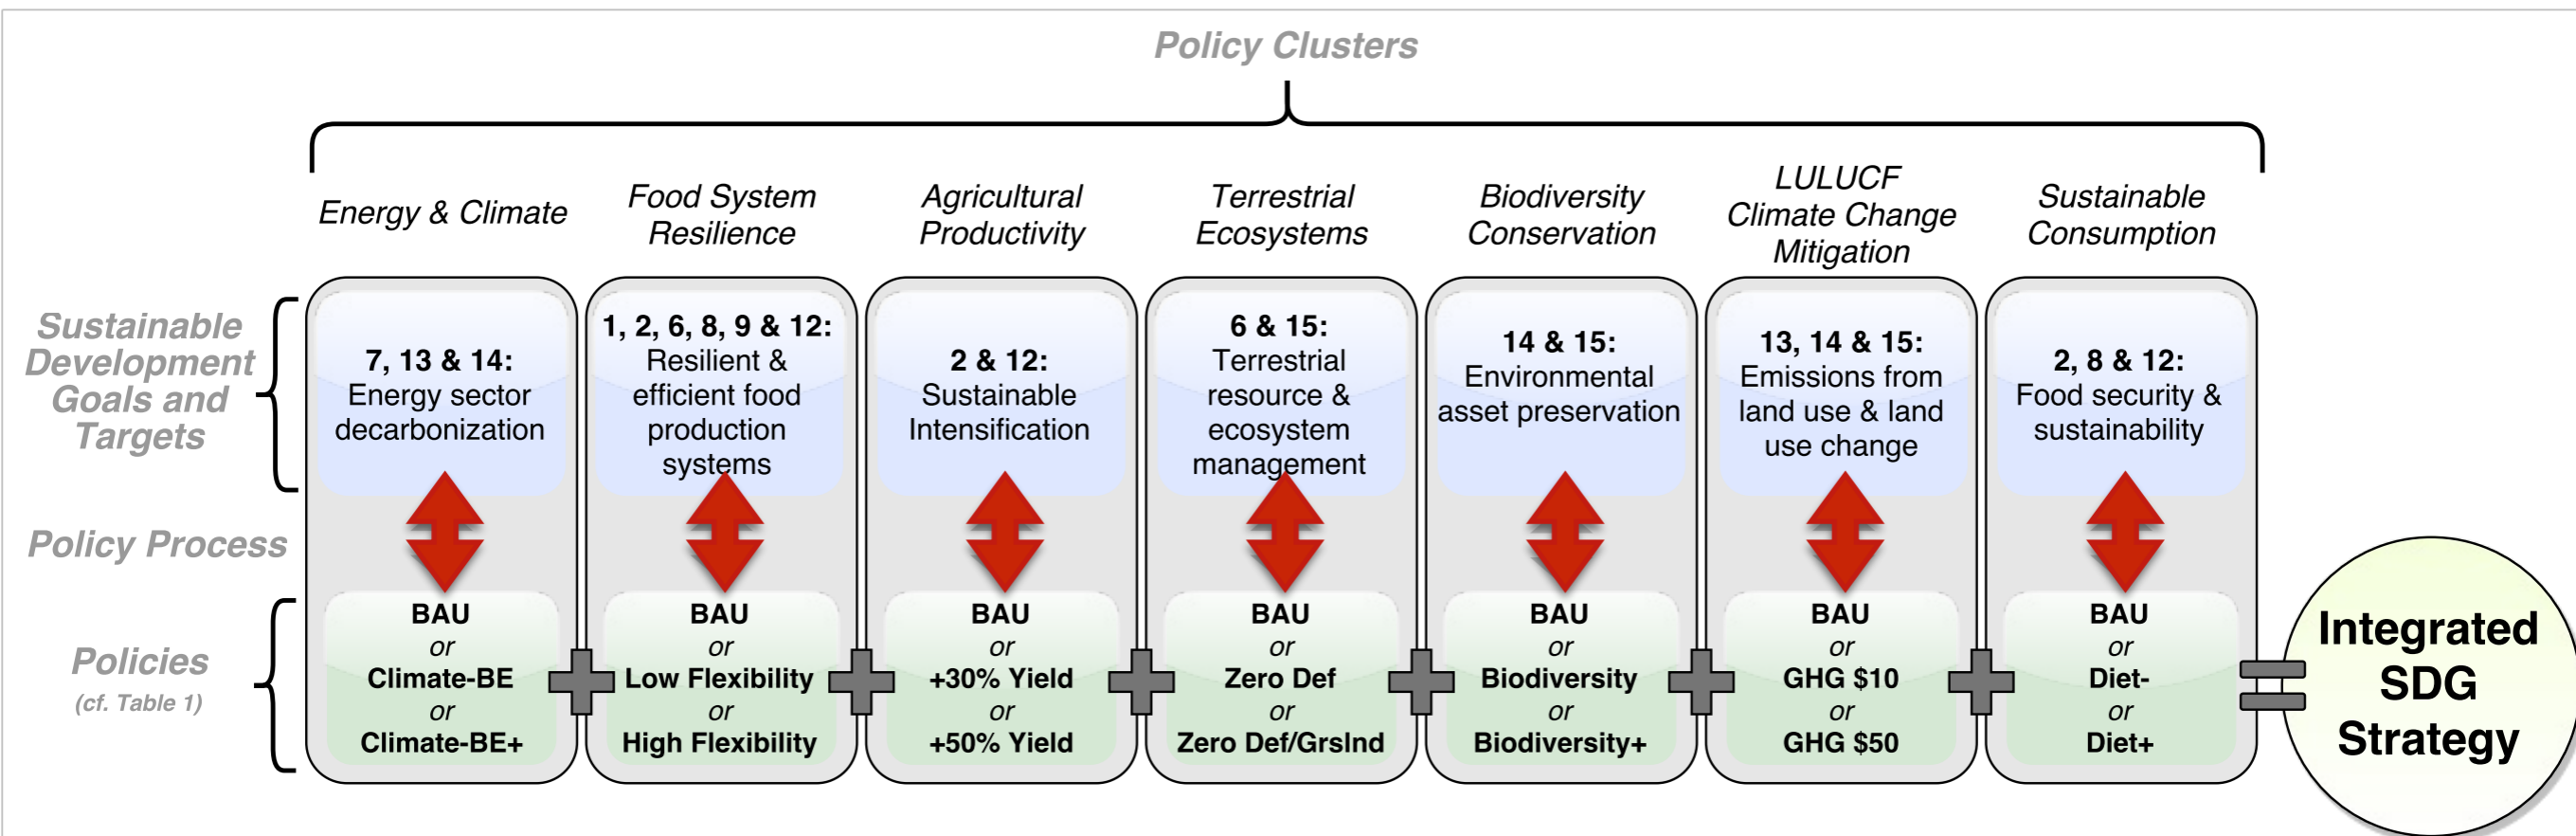 Policy Clusters
Energy & Climate
Food System
Resilience
Agricultural
Productivity
Terrestrial
Ecosystems
Biodiversity
Conservation
LULUCF
Climate Change
Mitigation
Sustainable
Consumption
Sustainable
Development
Goals and
Targets
7, 13 & 14:
Energy sector
decarbonization
1, 2, 6, 8, 9 & 12:
Resilient &
efficient food
production
systems
2 & 12:
Sustainable
Intensification
6 & 15:
Terrestrial
resource &
ecosystem
management
14 & 15:
Environmental
asset preservation
13, 14 & 15:
Emissions from
land use & land
use change
2, 8 & 12:
Food security &
sustainability
Policy Process
Policies
(cf. Table 1)
BAU
or
Climate-BE
or
Climate-BE+
BAU
or
Low Flexibility
or
High Flexibility
BAU
or
+30% Yield
or
+50% Yield
BAU
or
Zero Def
or
Zero Def/GrsInd
BAU
or
Biodiversity
or
Biodiversity+
BAU
or
GHG $10
or
GHG $50
BAU
or
Diet-
or
Diet+
Integrated
SDG
Strategy